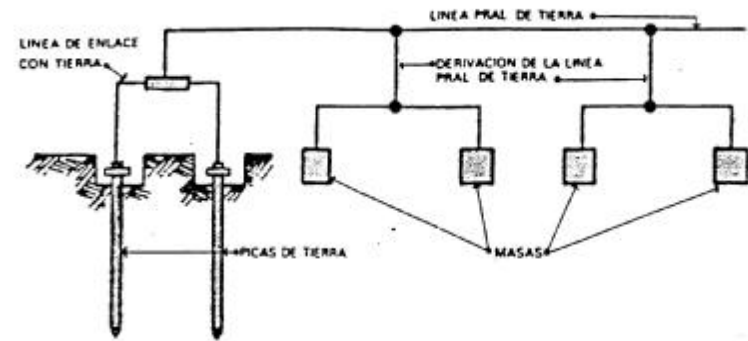 LINEA PRAL DE TIERRA
LINEA DE ENLACE
CON TIERRA
DERIVACION DE LA LINEA
PRAL DE TIERRA
PICAS DE TIERRA
MASAS